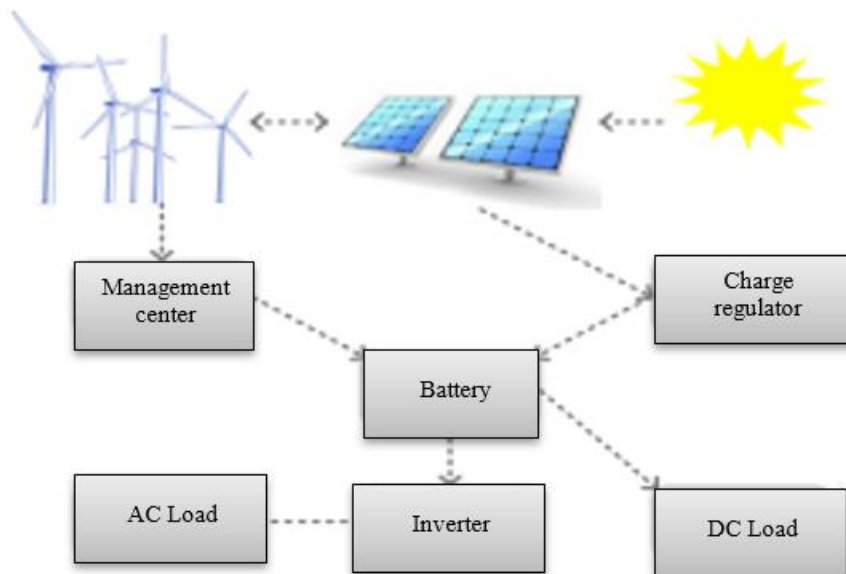 Management
center
Charge
regulator
Battery
AC Load
Inverter
DC Load